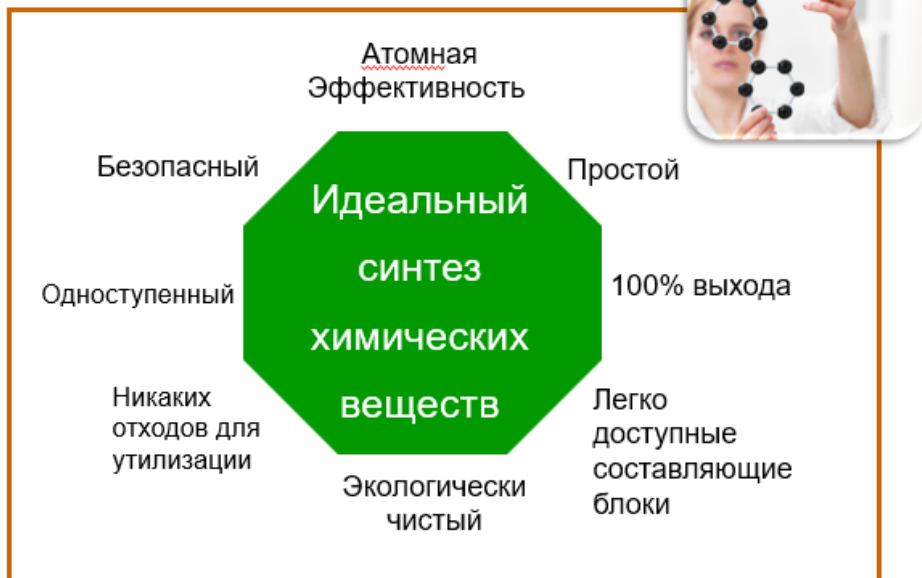 Атомная
Эффективность
Безопасный
Простой
Идеальный
синтез
химических
веществ
Одноступенный
100% выхода
Никаких
отходов для
утилизации
Легко
доступные
составляющие
блоки
Экологически
чистый